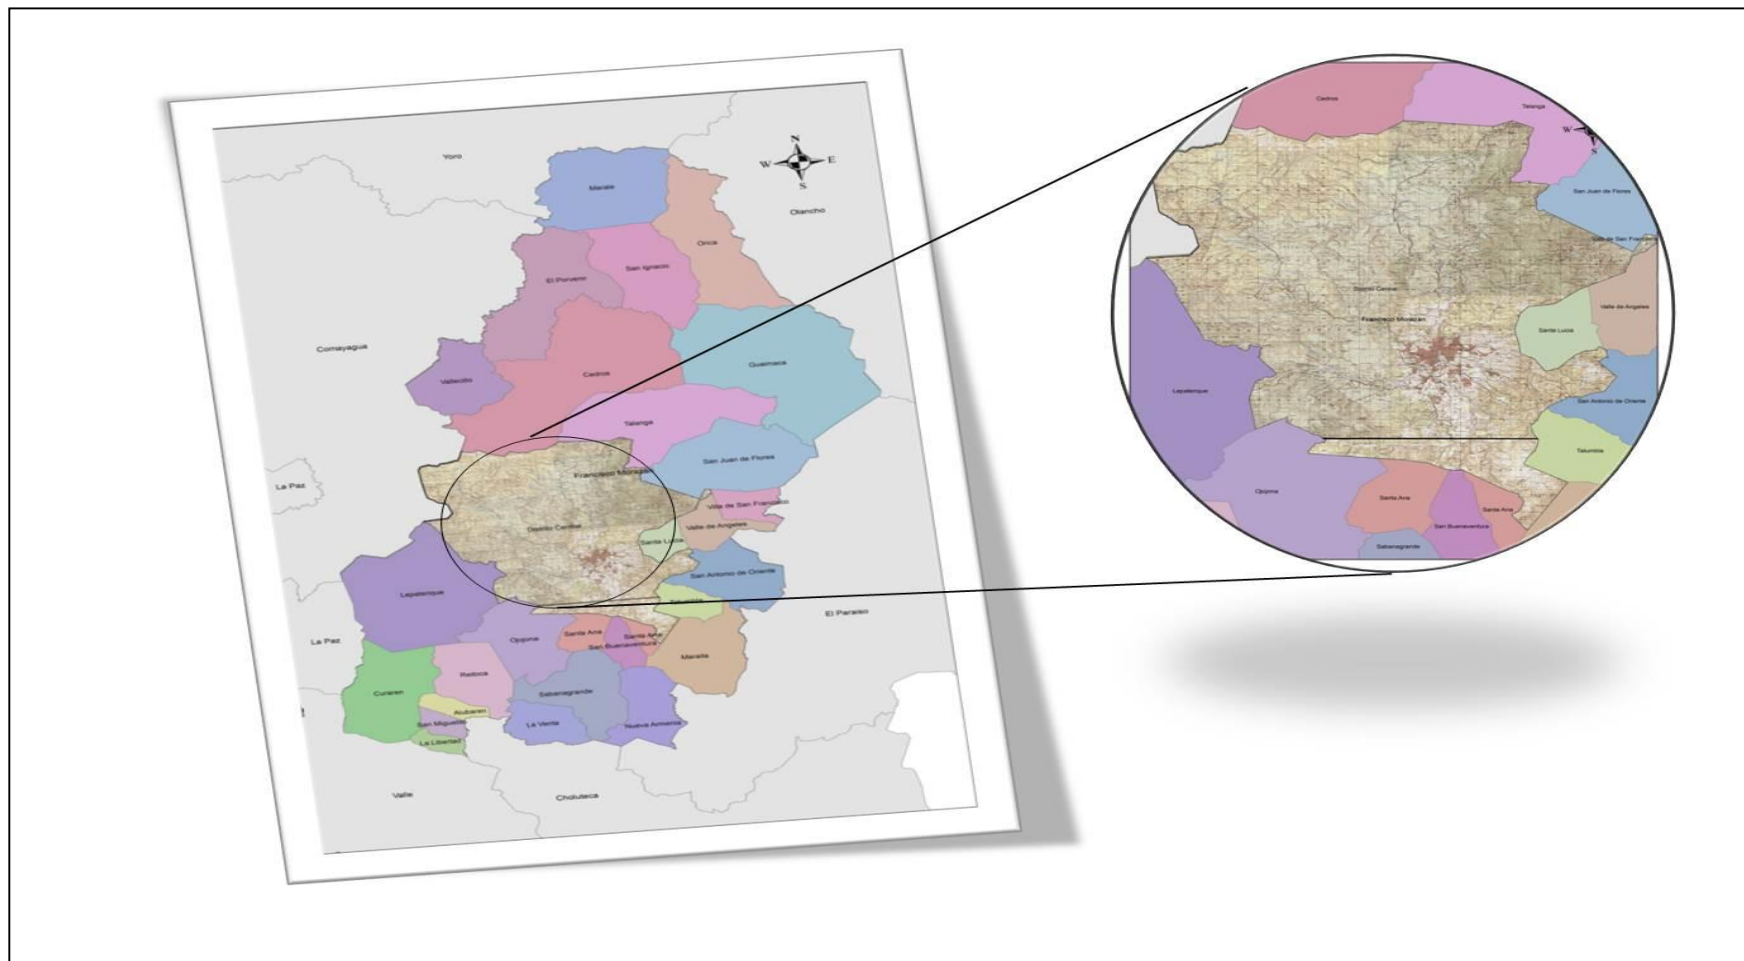 Yoro
N
W
E
S
Olancho
Marale
Orica
San Ignacio
El Porvenir
Comayagua
Guaimaca
Cedros
Vallecillo
Talanga
San Juan de Flores
Francisco Morazán
La Paz
Villa de San Francisco
Valle de Angeles
Distrito Central
Santa Lucia
San Antonio de Oriente
Lepaterique
Tatumbla
El Paraiso
La Paz
Ojojona
Santa Ana
Santa Ana
San Buenaventura
Maraita
Reitoca
Curaren
Sabanagrande
Alubaren
San Miguelito
La Venta
Nueva Armenia
La Libertad
Valle
Choluteca
Cedros
Talanga
W
S
San Juan de Flores
Villa de San Francisco
Distrito Central
Valle de Angeles
Francisco Morazán
Santa Lucia
Lepaterique
San Antonio de Oriente
Tatumbla
Ojojona
Santa Ana
Santa Ana
San Buenaventura
Sabanagrande